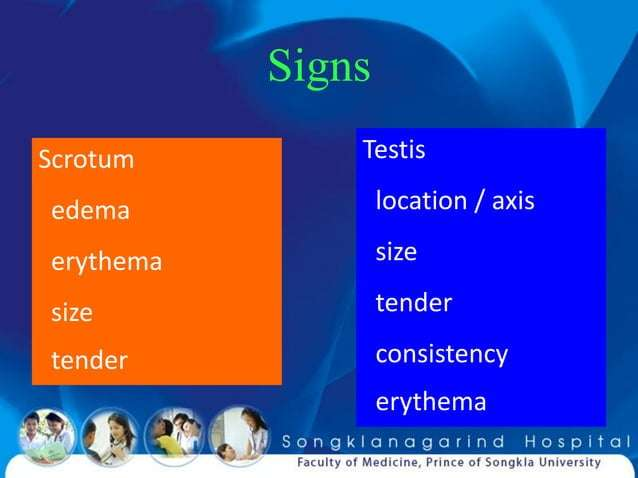 Signs
Scrotum
edema
erythema
size
tender
Testis
location / axis
size
tender
consistency
erythema
Songklanagarind Hospital
Faculty of Medicine, Prince of Songkla University